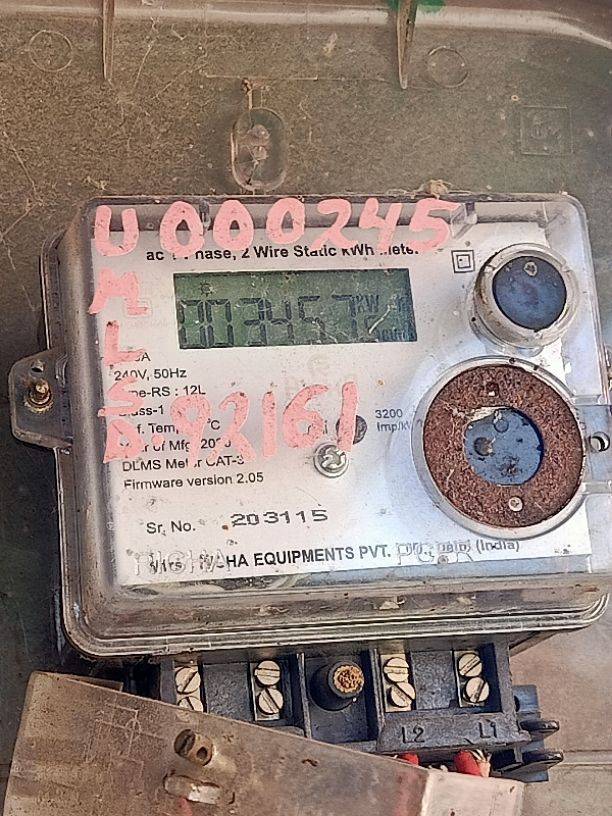 U000245
M
L
S
D.92161
ac 1 Phase, 2 Wire Static kWh Meter
003457 kW
240V, 50Hz
: 12L
3200
DLMS Meter CAT-3
Firmware version 2.05
Sr. No. 203115
EQUIPMENTS PVT. (India)
L2 L1